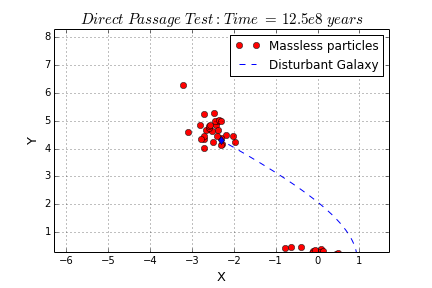 Direct Passage Test : Time = 12.5e8 years
Massless particles
Disturbant Galaxy
Y
8
7
6
5
4
3
2
1
−6 −5 −4 −3 −2 −1 0 1
X